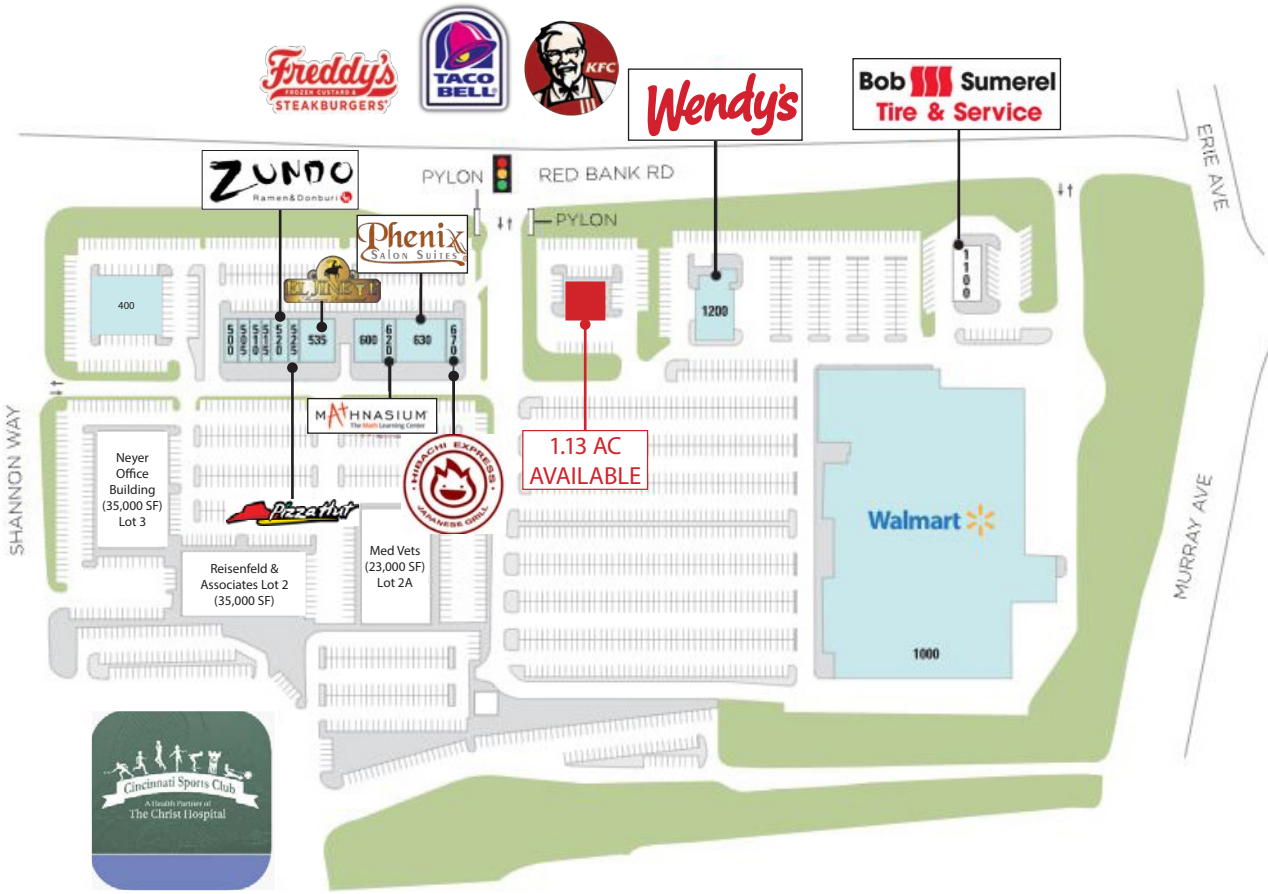 Freddy's
FROZEN CUSTARD &
STEAKBURGERS®
TACO
BELL®
KFC
Wendy's
Bob Sumerel
Tire & Service
ERIE AVE
ZUNDO
Ramen&Donburi
PYLON
RED BANK RD
PYLON
Phenix
SALON SUITES®
EL JINETE
400
500
505
510
515
520
525
535
600
620
630
670
1200
1100
MATHNASIUM®
The Math Learning Center
HIBACHI EXPRESS
JAPANESE GRILL
1.13 AC
AVAILABLE
SHANNON WAY
Neyer
Office
Building
(35,000 SF)
Lot 3
Pizza Hut
Reisenfeld &
Associates Lot 2
(35,000 SF)
Med Vets
(23,000 SF)
Lot 2A
Walmart
1000
MURRAY AVE
Cincinnati Sports Club
A Health Partner of
The Christ Hospital